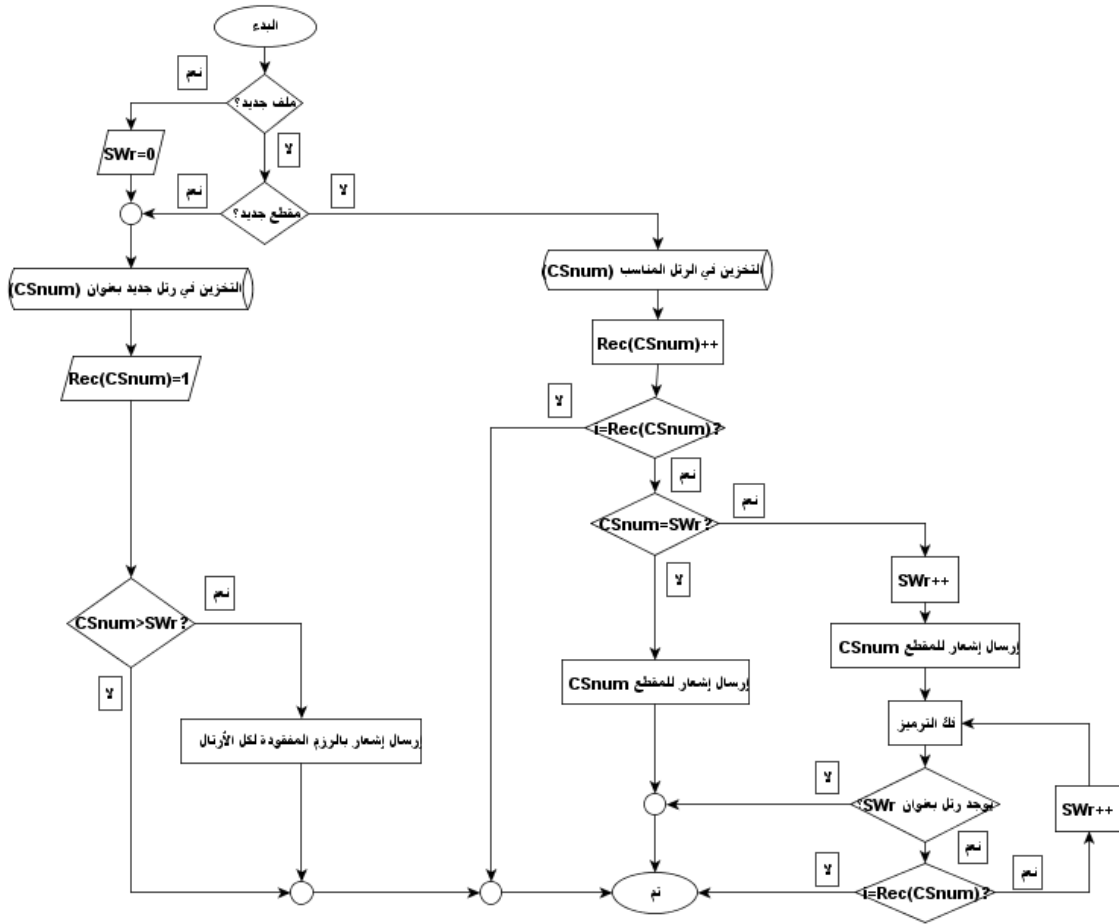 البدء
نعم
ملف جديد؟
SWr=0
لا
نعم
مقطع جديد؟
لا
التخزين في رتل جديد بعنوان (CSnum)
التخزين في الرتل المناسب (CSnum)
Rec(CSnum)++
Rec(CSnum)=1
لا
i=Rec(CSnum)?
نعم
نعم
CSnum=SWr?
لا
SWr++
CSnum>SWr?
نعم
لا
إرسال إشعار للمقطع CSnum
إرسال إشعار للمقطع CSnum
إرسال إشعار بالرزم المفقودة لكل الأرتال
فك الترميز
لا
يوجد رتل بعنوان SWr؟
SWr++
نعم
تم
لا
i=Rec(CSnum)?
نعم